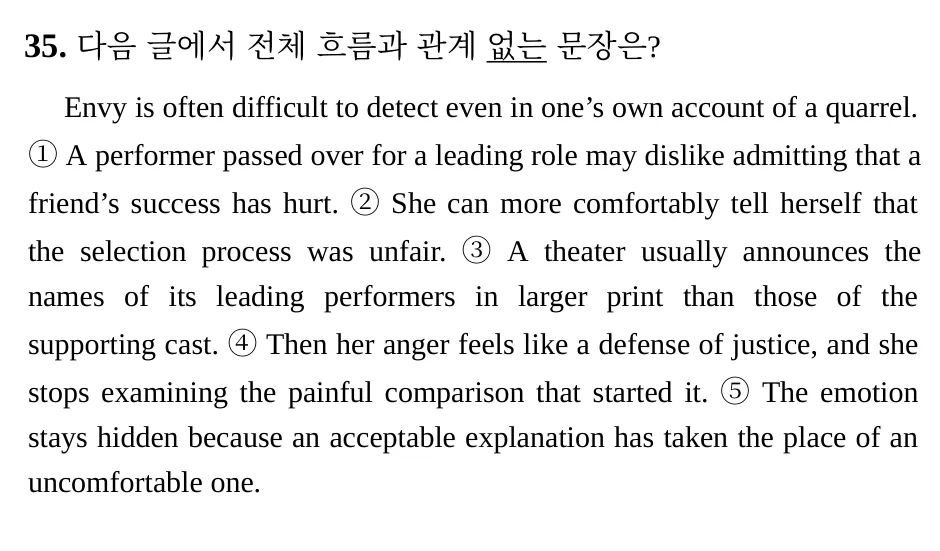 35. 다음 글에서 전체 흐름과 관계 없는 문장은?
Envy is often difficult to detect even in one’s own account of a quarrel.
① A performer passed over for a leading role may dislike admitting that a
friend’s success has hurt. ② She can more comfortably tell herself that
the selection process was unfair. ③ A theater usually announces the
names of its leading performers in larger print than those of the
supporting cast. ④ Then her anger feels like a defense of justice, and she
stops examining the painful comparison that started it. ⑤ The emotion
stays hidden because an acceptable explanation has taken the place of an
uncomfortable one.